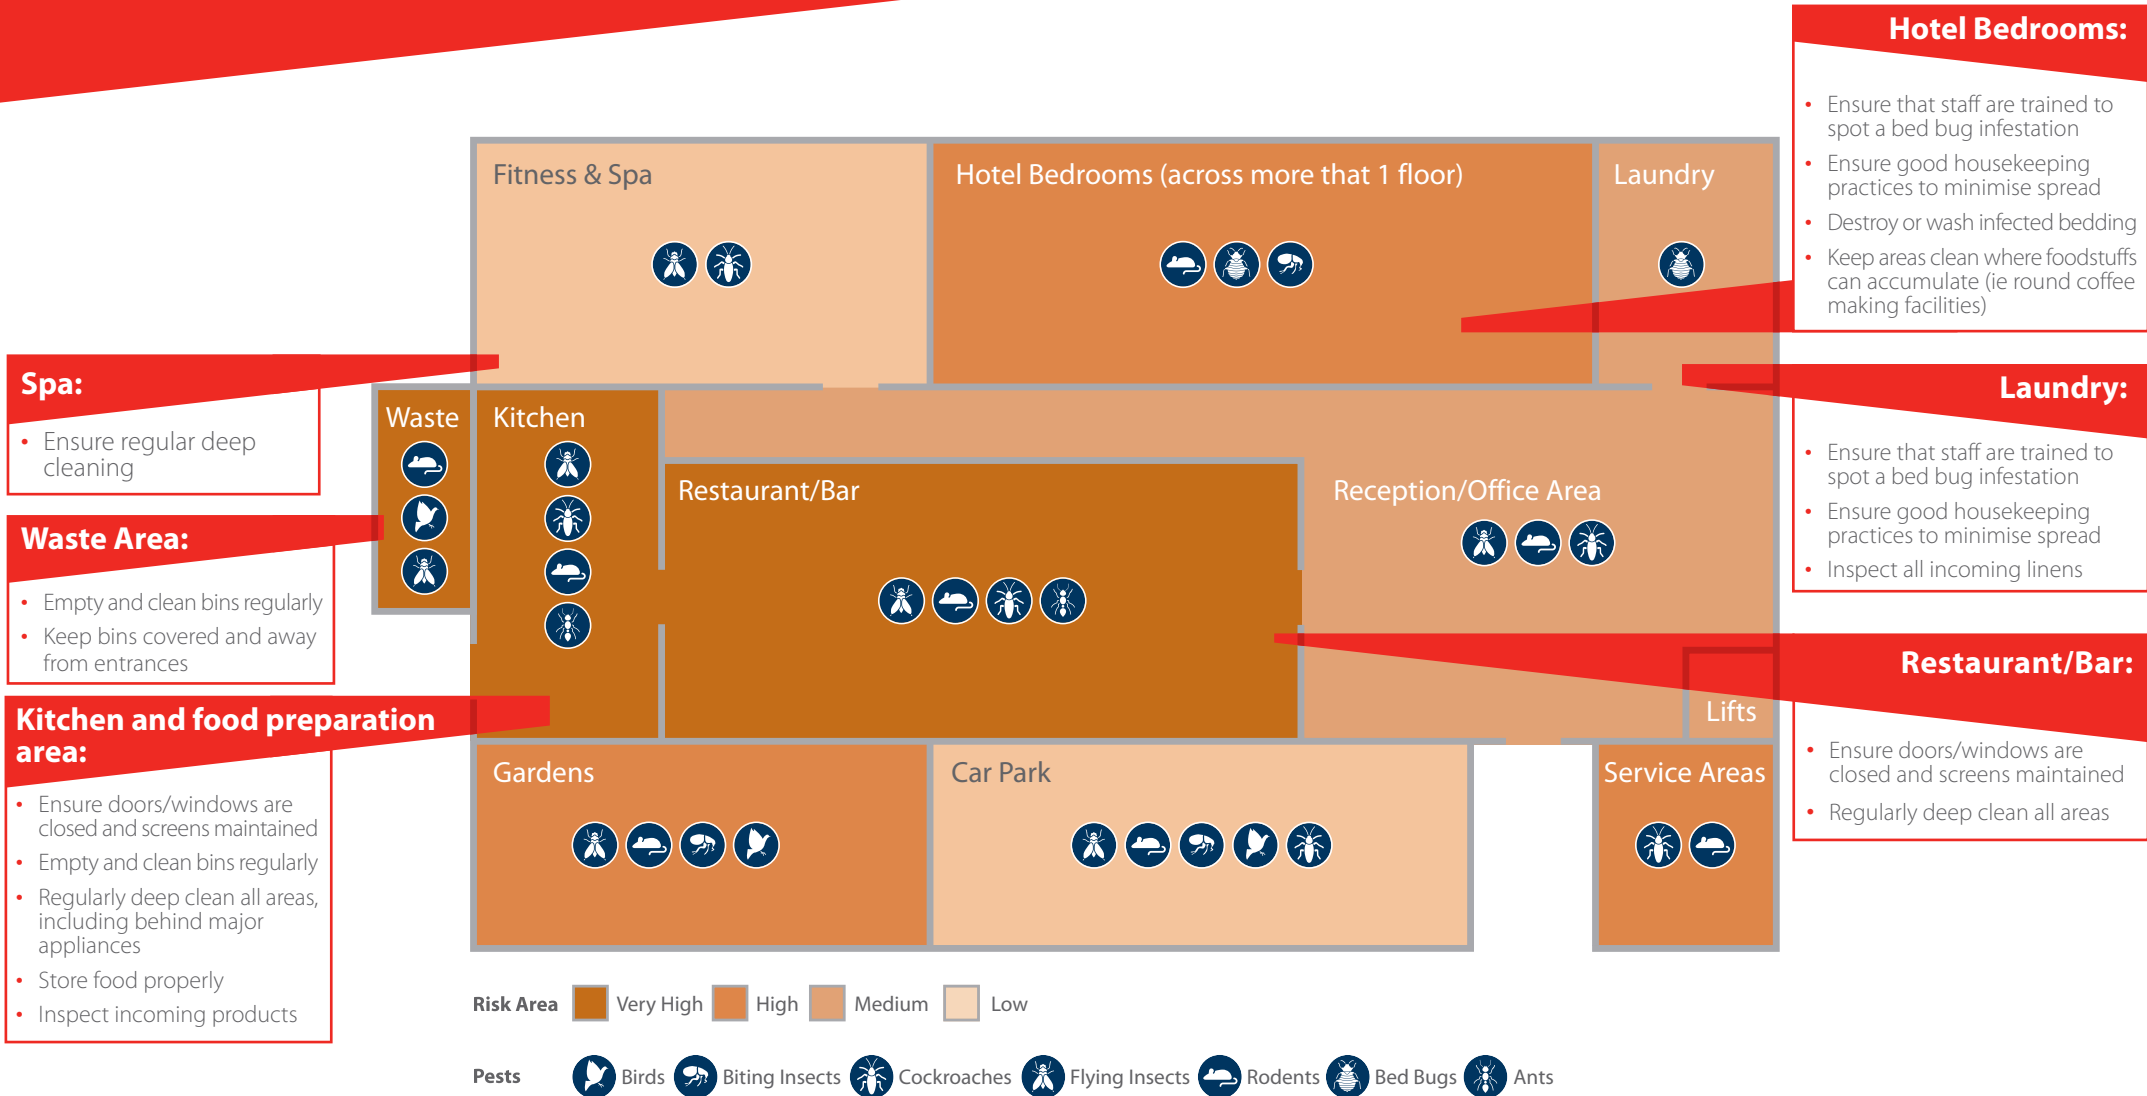 Hotel Bedrooms:
• Ensure that staff are trained to
spot a bed bug infestation
• Ensure good housekeeping
practices to minimise spread
• Destroy or wash infected bedding
• Keep areas clean where foodstuffs
can accumulate (ie round coffee
making facilities)
Fitness & Spa
Hotel Bedrooms (across more that 1 floor)
Laundry
Spa:
• Ensure regular deep
cleaning
Laundry:
• Ensure that staff are trained to
spot a bed bug infestation
• Ensure good housekeeping
practices to minimise spread
• Inspect all incoming linens
Waste
Kitchen
Restaurant/Bar
Reception/Office Area
Waste Area:
• Empty and clean bins regularly
• Keep bins covered and away
from entrances
Restaurant/Bar:
• Ensure doors/windows are
closed and screens maintained
• Regularly deep clean all areas
Lifts
Kitchen and food preparation
area:
• Ensure doors/windows are
closed and screens maintained
• Empty and clean bins regularly
• Regularly deep clean all areas,
including behind major
appliances
• Store food properly
• Inspect incoming products
Gardens
Car Park
Service Areas
Risk Area Very High High Medium Low
Pests Birds Biting Insects Cockroaches Flying Insects Rodents Bed Bugs Ants